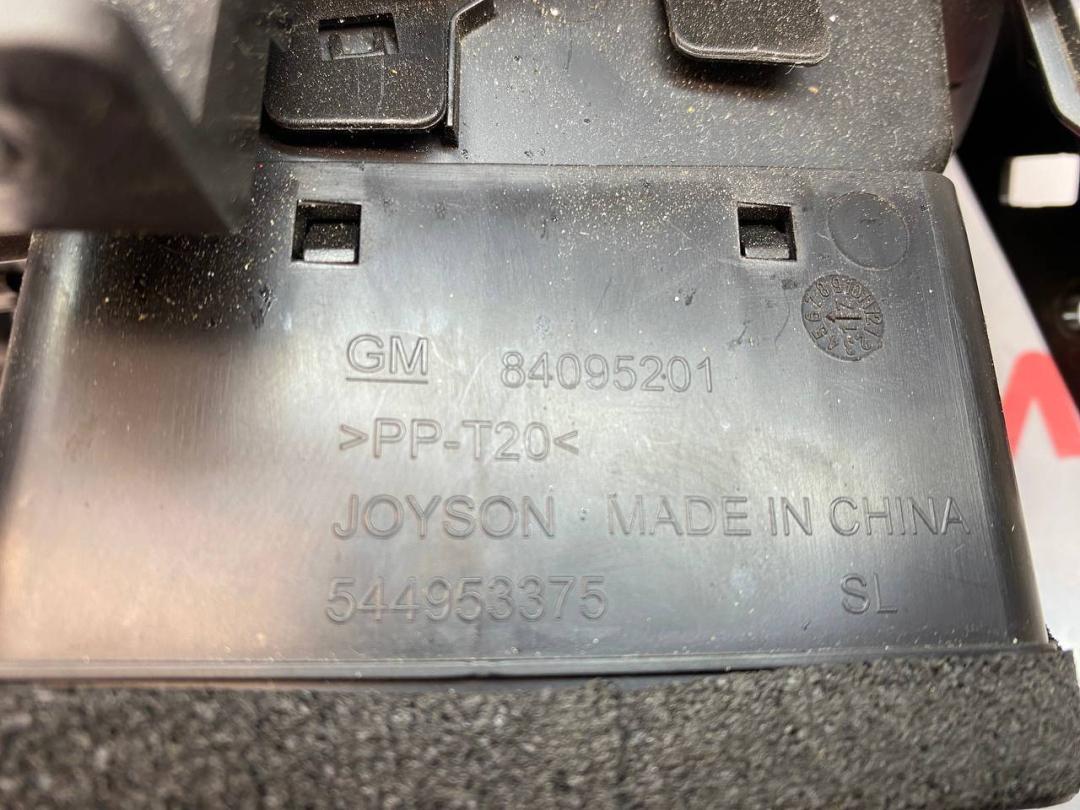 GM 84095201
>PP-T20<
JOYSON MADE IN CHINA
544953375 SL